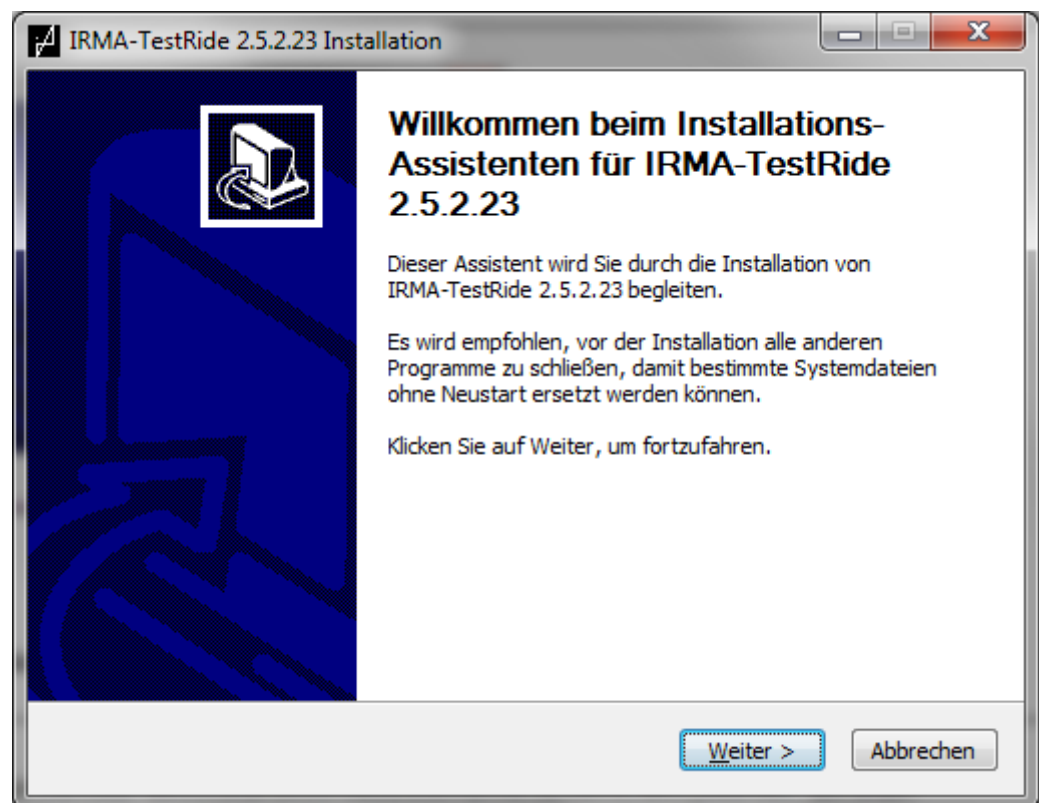 IRMA-TestRide 2.5.2.23 Installation
Willkommen beim Installations-
Assistenten für IRMA-TestRide
2.5.2.23
Dieser Assistent wird Sie durch die Installation von
IRMA-TestRide 2.5.2.23 begleiten.
Es wird empfohlen, vor der Installation alle anderen
Programme zu schließen, damit bestimmte Systemdateien
ohne Neustart ersetzt werden können.
Klicken Sie auf Weiter, um fortzufahren.
Weiter >
Abbrechen